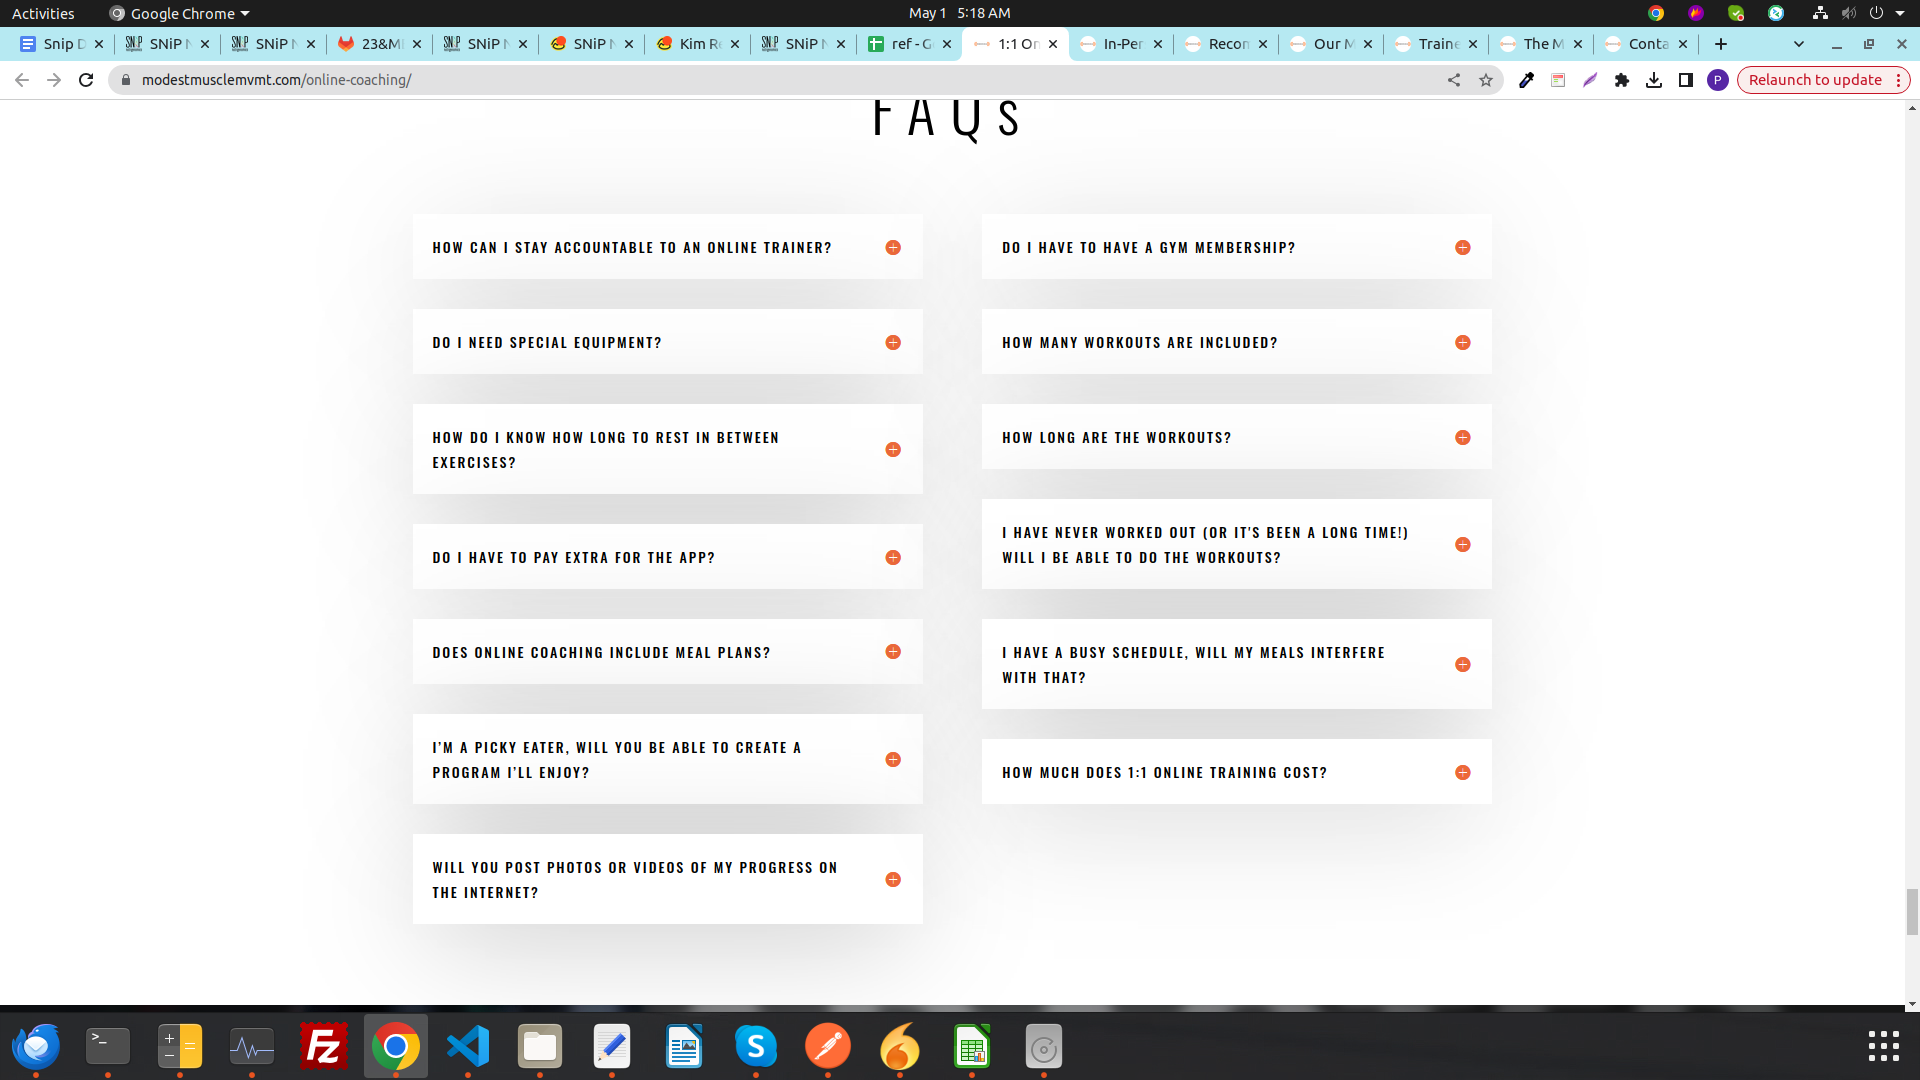 Activities
Google Chrome
May 1 5:18 AM
Snip D
SNiP N
SNiP N
23&M
SNiP N
SNiP N
Kim Re
SNiP N
ref - G
1:1 On
In-Per
Recon
Our M
Traine
The M
Conta
modestmusclemvmt.com/online-coaching/
P
Relaunch to update
FAQs
HOW CAN I STAY ACCOUNTABLE TO AN ONLINE TRAINER?
DO I NEED SPECIAL EQUIPMENT?
HOW DO I KNOW HOW LONG TO REST IN BETWEEN
EXERCISES?
DO I HAVE TO PAY EXTRA FOR THE APP?
DOES ONLINE COACHING INCLUDE MEAL PLANS?
I'M A PICKY EATER, WILL YOU BE ABLE TO CREATE A
PROGRAM I'LL ENJOY?
WILL YOU POST PHOTOS OR VIDEOS OF MY PROGRESS ON
THE INTERNET?
DO I HAVE TO HAVE A GYM MEMBERSHIP?
HOW MANY WORKOUTS ARE INCLUDED?
HOW LONG ARE THE WORKOUTS?
I HAVE NEVER WORKED OUT (OR IT'S BEEN A LONG TIME!)
WILL I BE ABLE TO DO THE WORKOUTS?
I HAVE A BUSY SCHEDULE, WILL MY MEALS INTERFERE
WITH THAT?
HOW MUCH DOES 1:1 ONLINE TRAINING COST?